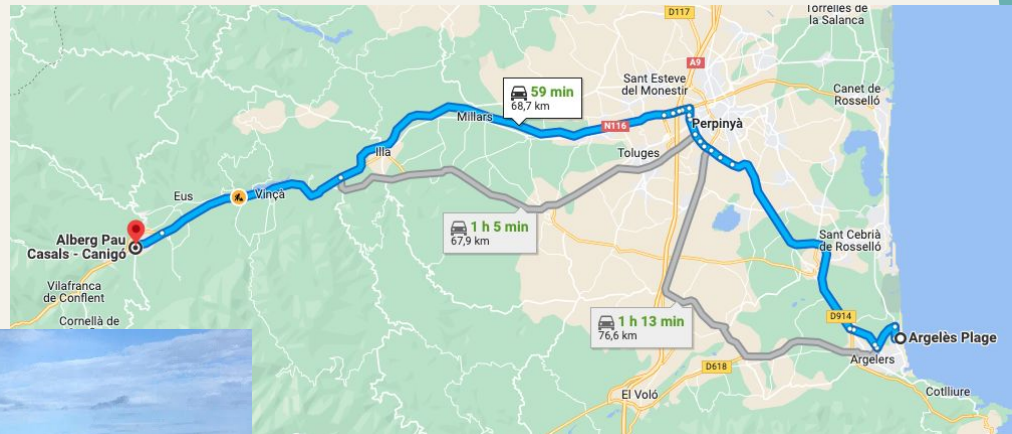 Torrelles de
la Salanca
D117
A9
Sant Esteve
del Monestir
Canet de
Rosselló
59 min
68,7 km
Millars
N116
Perpinyà
Toluges
Illa
Eus
Vinçà
1 h 5 min
67,9 km
Alberg Pau
Casals - Canigó
Sant Cebrià
de Rosselló
Vilafranca
de Conflent
Cornellà de
1 h 13 min
76,6 km
D914
Argelès Plage
Argelers
D618
El Voló
Cotlliure